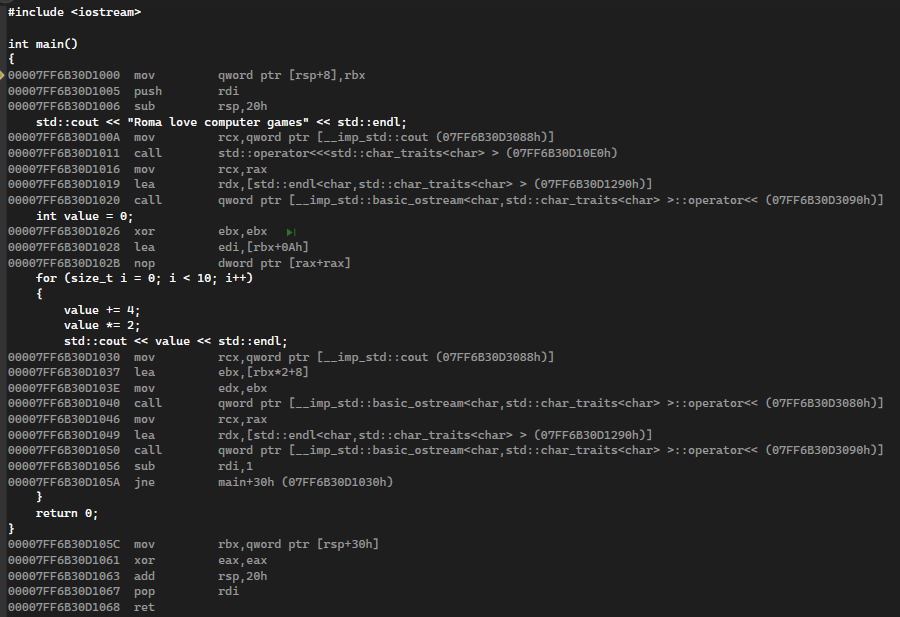 #include <iostream>
int main()
{
00007FF6B30D1000  mov         qword ptr [rsp+8],rbx
00007FF6B30D1005  push        rdi
00007FF6B30D1006  sub         rsp,20h
    std::cout << "Roma love computer games" << std::endl;
00007FF6B30D100A  mov         rcx,qword ptr [__imp_std::cout (07FF6B30D3088h)]
00007FF6B30D1011  call        std::operator<<<std::char_traits<char> > (07FF6B30D10E0h)
00007FF6B30D1016  mov         rcx,rax
00007FF6B30D1019  lea         rdx,[std::endl<char,std::char_traits<char> > (07FF6B30D1290h)]
00007FF6B30D1020  call        qword ptr [__imp_std::basic_ostream<char,std::char_traits<char> >::operator<< (07FF6B30D3090h)]
    int value = 0;
00007FF6B30D1026  xor         ebx,ebx
00007FF6B30D1028  lea         edi,[rbx+0Ah]
00007FF6B30D102B  nop         dword ptr [rax+rax]
    for (size_t i = 0; i < 10; i++)
    {
        value += 4;
        value *= 2;
        std::cout << value << std::endl;
00007FF6B30D1030  mov         rcx,qword ptr [__imp_std::cout (07FF6B30D3088h)]
00007FF6B30D1037  lea         ebx,[rbx*2+8]
00007FF6B30D103E  mov         edx,ebx
00007FF6B30D1040  call        qword ptr [__imp_std::basic_ostream<char,std::char_traits<char> >::operator<< (07FF6B30D3080h)]
00007FF6B30D1046  mov         rcx,rax
00007FF6B30D1049  lea         rdx,[std::endl<char,std::char_traits<char> > (07FF6B30D1290h)]
00007FF6B30D1050  call        qword ptr [__imp_std::basic_ostream<char,std::char_traits<char> >::operator<< (07FF6B30D3090h)]
00007FF6B30D1056  sub         rdi,1
00007FF6B30D105A  jne         main+30h (07FF6B30D1030h)
    }
    return 0;
}
00007FF6B30D105C  mov         rbx,qword ptr [rsp+30h]
00007FF6B30D1061  xor         eax,eax
00007FF6B30D1063  add         rsp,20h
00007FF6B30D1067  pop         rdi
00007FF6B30D1068  ret